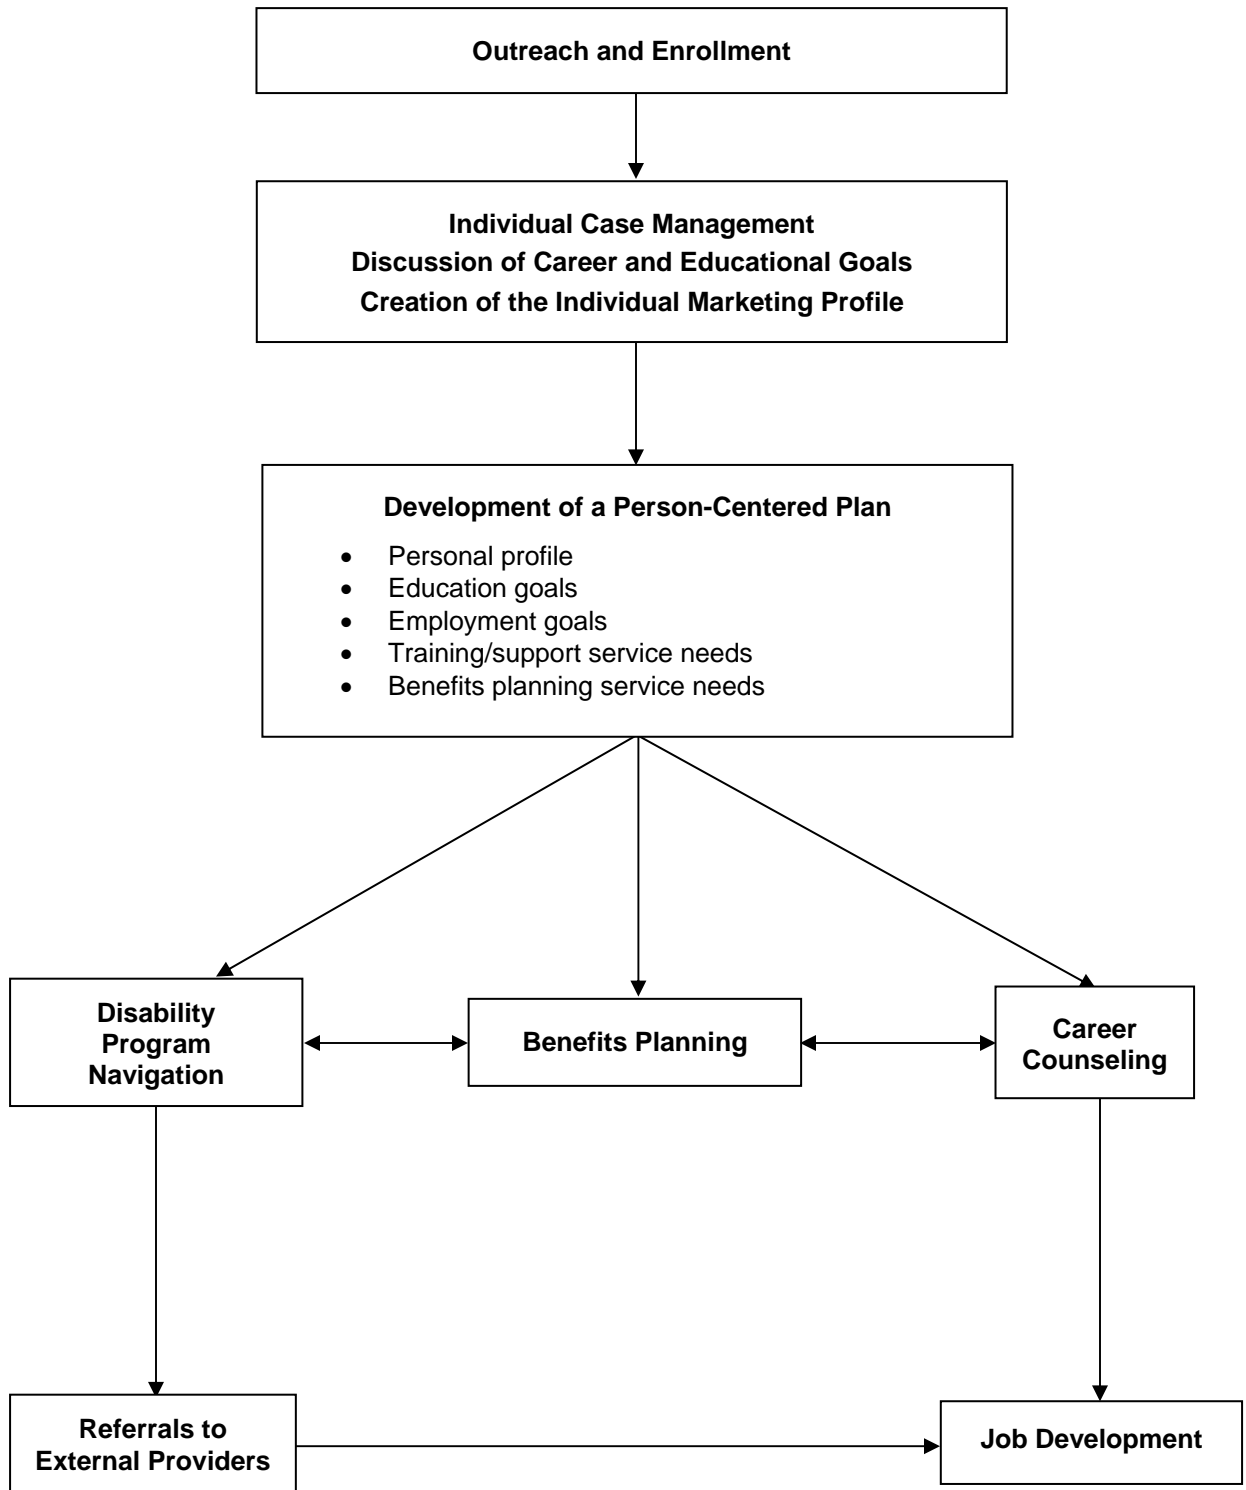 Outreach and Enrollment
Individual Case Management
Discussion of Career and Educational Goals
Creation of the Individual Marketing Profile
Development of a Person-Centered Plan
• Personal profile
• Education goals
• Employment goals
• Training/support service needs
• Benefits planning service needs
Disability
Program
Navigation
Benefits Planning
Career
Counseling
Referrals to
External Providers
Job Development